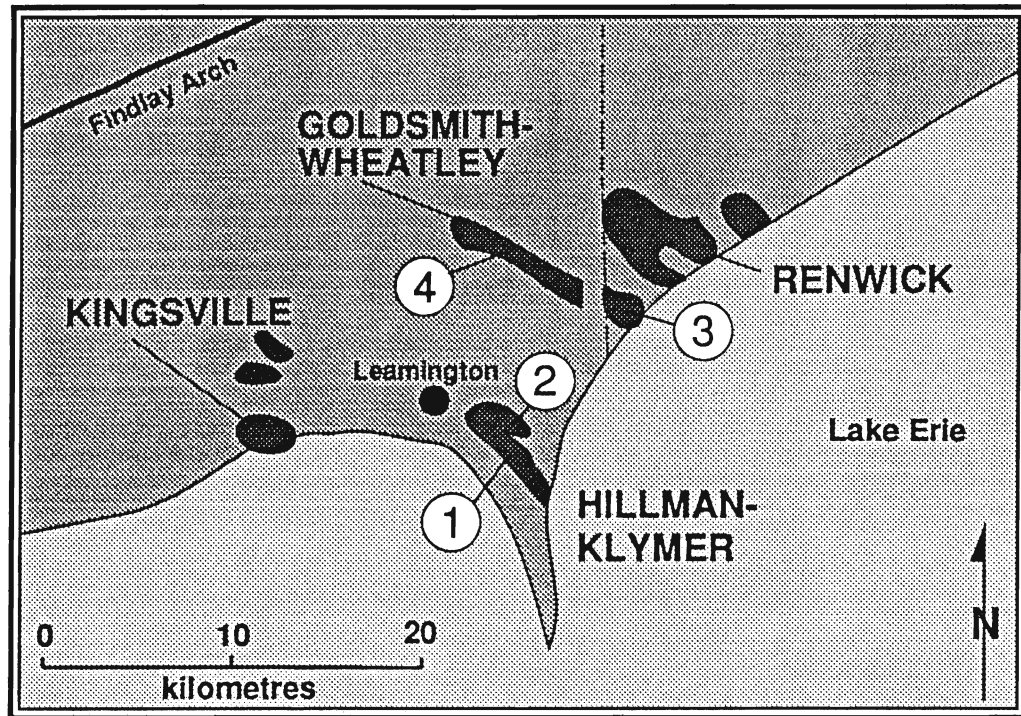 Findlay Arch
GOLDSMITH-
WHEATLEY
4
RENWICK
KINGSVILLE
3
Leamington
2
Lake Erie
1
HILLMAN-
KLYMER
0 10 20
kilometres
N